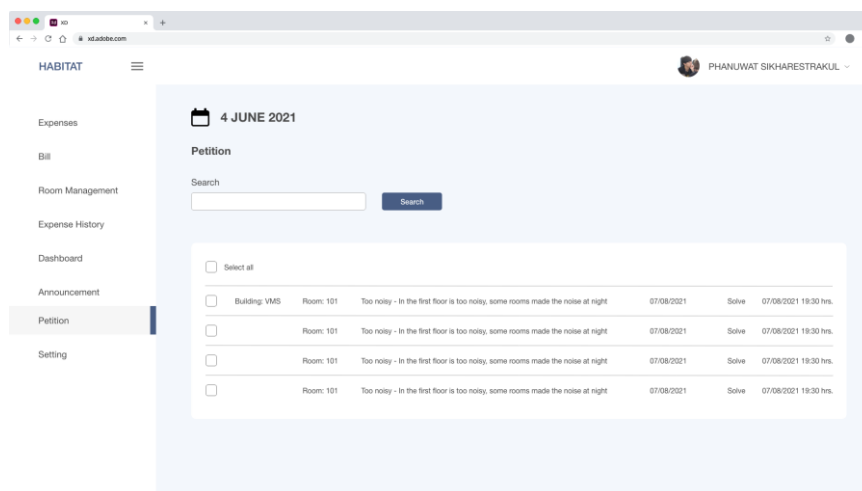 Xd XD × +
xd.adobe.com
HABITAT
PHANUWAT SIKHARESTRAKUL
Expenses
Bill
Room Management
Expense History
Dashboard
Announcement
Petition
Setting
4 JUNE 2021
Petition
Search
Search
Select all
Building: VMS Room: 101 Too noisy - In the first floor is too noisy, some rooms made the noise at night 07/08/2021 Solve 07/08/2021 19:30 hrs.
Room: 101 Too noisy - In the first floor is too noisy, some rooms made the noise at night 07/08/2021 Solve 07/08/2021 19:30 hrs.
Room: 101 Too noisy - In the first floor is too noisy, some rooms made the noise at night 07/08/2021 Solve 07/08/2021 19:30 hrs.
Room: 101 Too noisy - In the first floor is too noisy, some rooms made the noise at night 07/08/2021 Solve 07/08/2021 19:30 hrs.